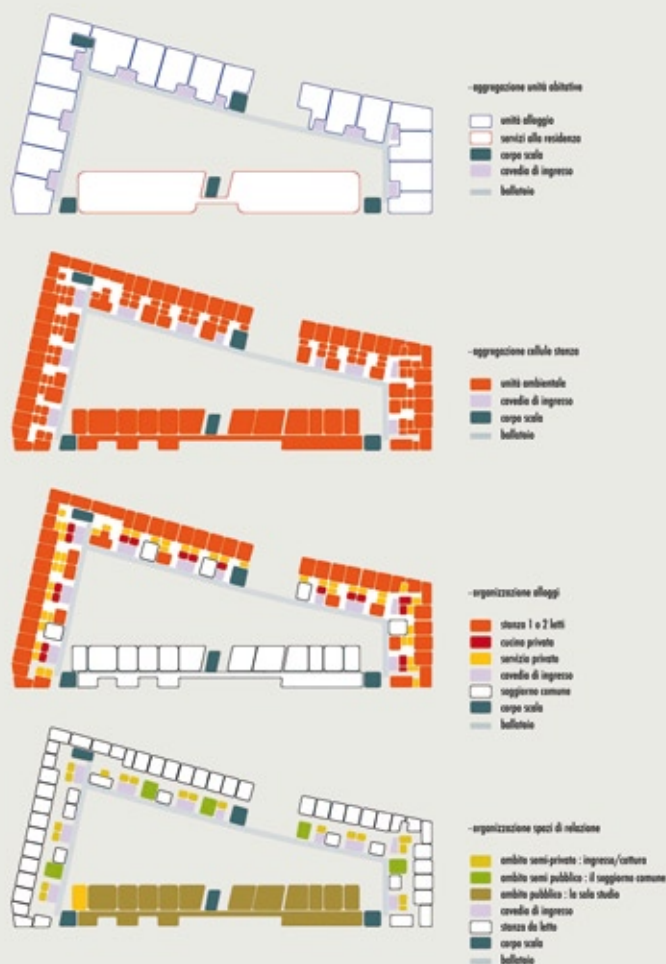 - aggregazione unità abitative
unità alloggio
servizi alla residenza
corpo scala
cavedio di ingresso
ballatoio
- aggregazione cellule stanza
unità ambientale
cavedio di ingresso
corpo scala
ballatoio
- organizzazione alloggi
stanza 1 o 2 letti
cucina privata
servizio privato
cavedio di ingresso
soggiorno comune
corpo scala
ballatoio
- organizzazione spazi di relazione
ambito semi-privato : ingresso/cottura
ambito semi pubblico : il soggiorno comune
ambito pubblico : la sala studio
cavedio di ingresso
stanza da letto
corpo scala
ballatoio